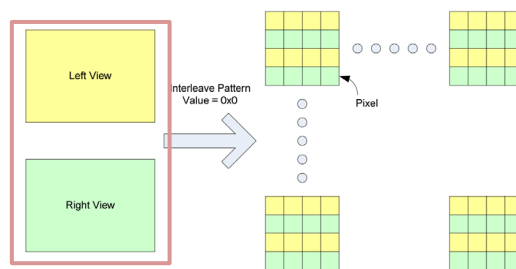 Left View
Interleave Pattern
Value = 0x0
Pixel
Right View